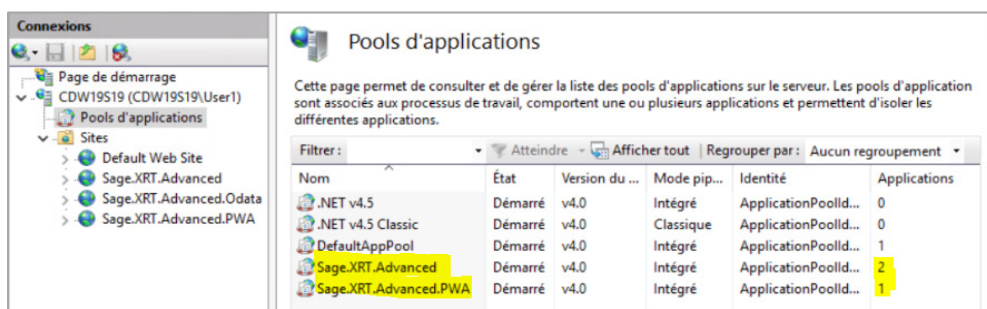 Connexions
Page de démarrage
CDW19S19 (CDW19S19\User1)
Pools d'applications
Sites
Default Web Site
Sage.XRT.Advanced
Sage.XRT.Advanced.Odata
Sage.XRT.Advanced.PWA
Pools d'applications
Cette page permet de consulter et de gérer la liste des pools d'applications sur le serveur. Les pools d'application
sont associés aux processus de travail, comportent une ou plusieurs applications et permettent d'isoler les
différentes applications.
Filtrer : Atteindre Afficher tout Regrouper par : Aucun regroupement
Nom État Version du ... Mode pip... Identité Applications
.NET v4.5 Démarré v4.0 Intégré ApplicationPoolId... 0
.NET v4.5 Classic Démarré v4.0 Classique ApplicationPoolId... 0
DefaultAppPool Démarré v4.0 Intégré ApplicationPoolId... 1
Sage.XRT.Advanced Démarré v4.0 Intégré ApplicationPoolId... 2
Sage.XRT.Advanced.PWA Démarré v4.0 Intégré ApplicationPoolId... 1